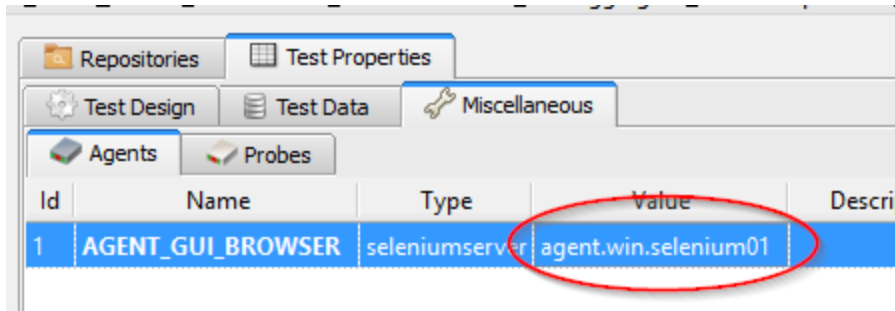 Repositories Test Properties
Test Design Test Data Miscellaneous
Agents Probes
Id Name Type Value Descri
1 AGENT_GUI_BROWSER seleniumserver agent.win.selenium01